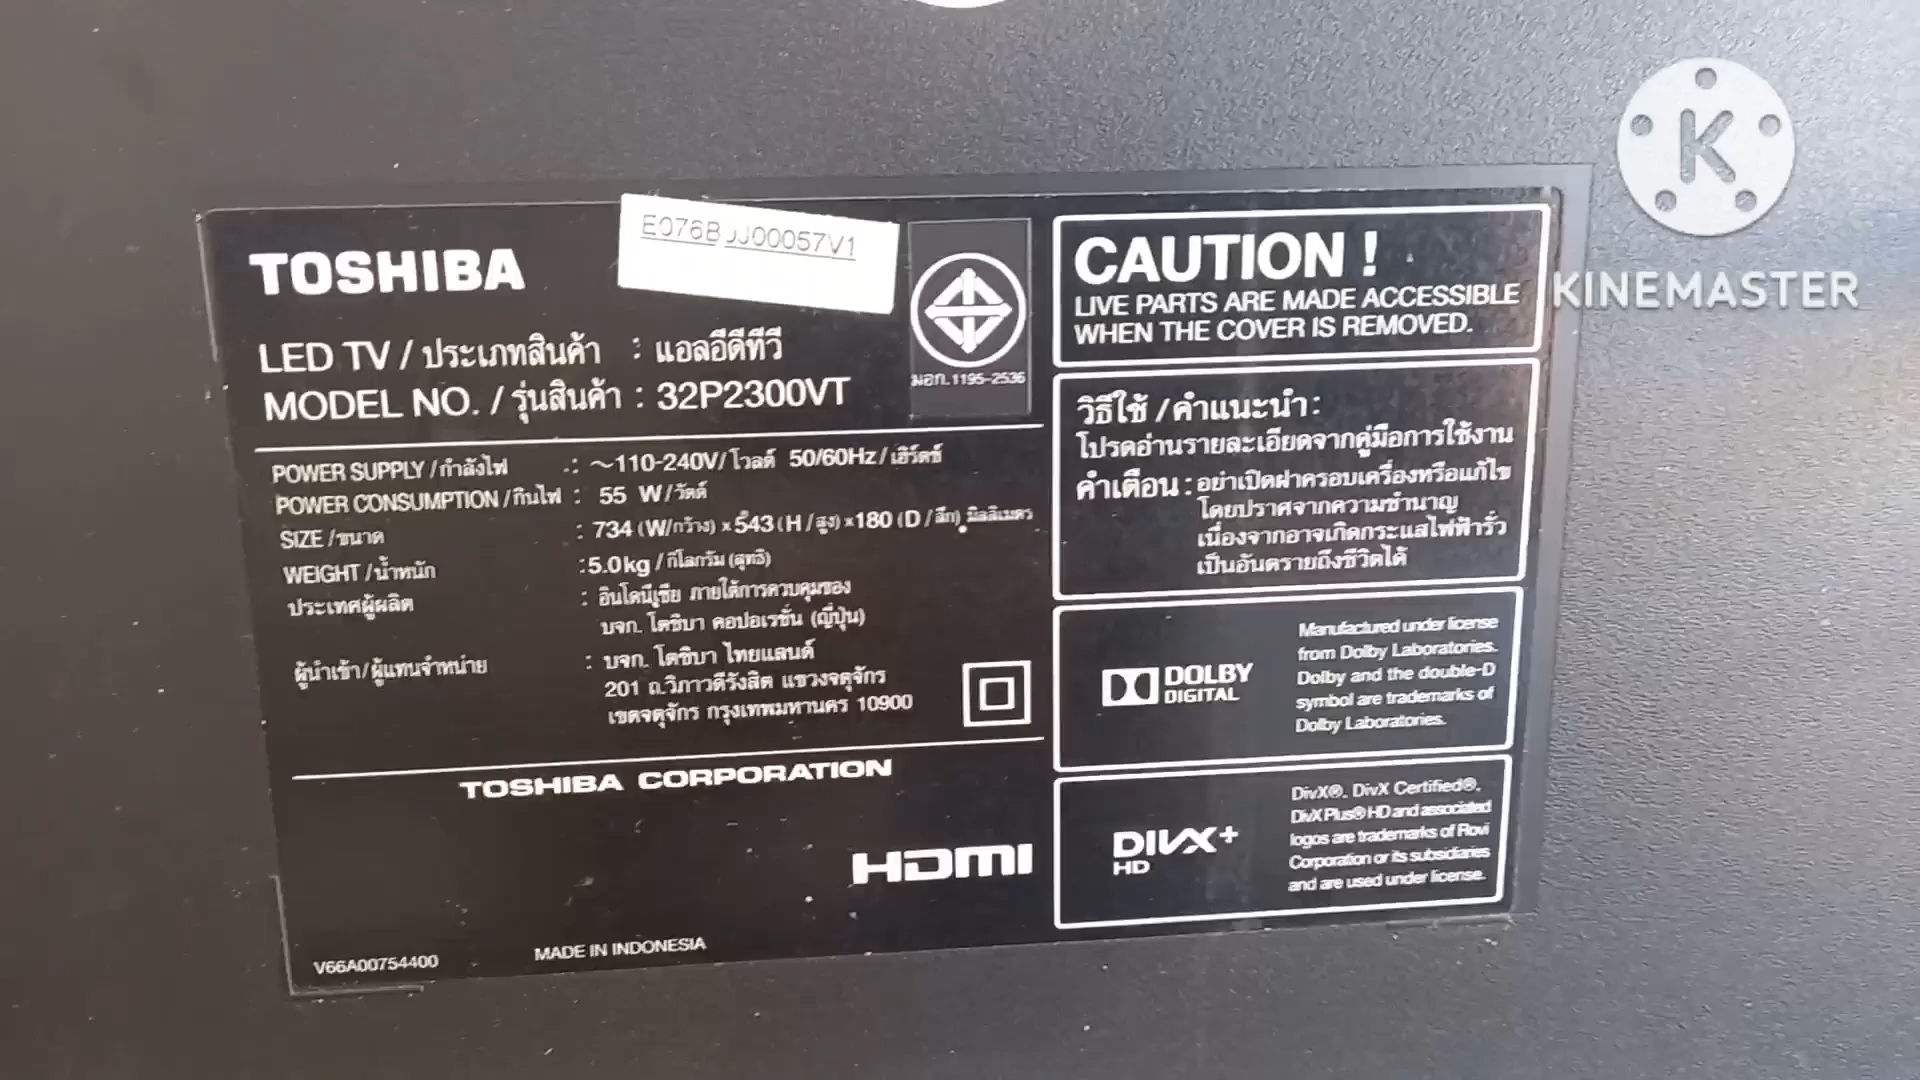 TOSHIBA
LED TV / ประเภทสินค้า : แอลอีดีทีวี
MODEL NO. / รุ่นสินค้า : 32P2300VT
มอก.1195-2536
POWER SUPPLY / กำลังไฟ : ~110-240V / โวลต์ 50/60Hz / เฮิร์ตซ์
POWER CONSUMPTION / กินไฟ : 55 W / วัตต์
SIZE / ขนาด : 734 (W/กว้าง) x 543 (H / สูง) x 180 (D / ลึก) มิลลิเมตร
WEIGHT / น้ำหนัก : 5.0kg / กิโลกรัม (สุทธิ)
ประเทศผู้ผลิต : อินโดนีเซีย ภายใต้การควบคุมของ
บจก. โตชิบา คอปอเรชั่น (ญี่ปุ่น)
ผู้นำเข้า/ผู้แทนจำหน่าย : บจก. โตชิบา ไทยแลนด์
201 ถ.วิภาวดีรังสิต แขวงจตุจักร
เขตจตุจักร กรุงเทพมหานคร 10900
TOSHIBA CORPORATION
HDMI
V66A00754400
MADE IN INDONESIA
CAUTION !
LIVE PARTS ARE MADE ACCESSIBLE
WHEN THE COVER IS REMOVED.
วิธีใช้ / คำแนะนำ :
โปรดอ่านรายละเอียดจากคู่มือการใช้งาน
คำเตือน : อย่าเปิดฝาครอบเครื่องหรือแก้ไข
โดยปราศจากความชำนาญ
เนื่องจากอาจเกิดกระแสไฟฟ้ารั่ว
เป็นอันตรายถึงชีวิตได้
DOLBY
DIGITAL
Manufactured under license
from Dolby Laboratories.
Dolby and the double-D
symbol are trademarks of
Dolby Laboratories.
DIVX+
HD
DivX®, DivX Certified®,
DivX Plus® HD and associated
logos are trademarks of Rovi
Corporation or its subsidiaries
and are used under license.
K
KINEMASTER